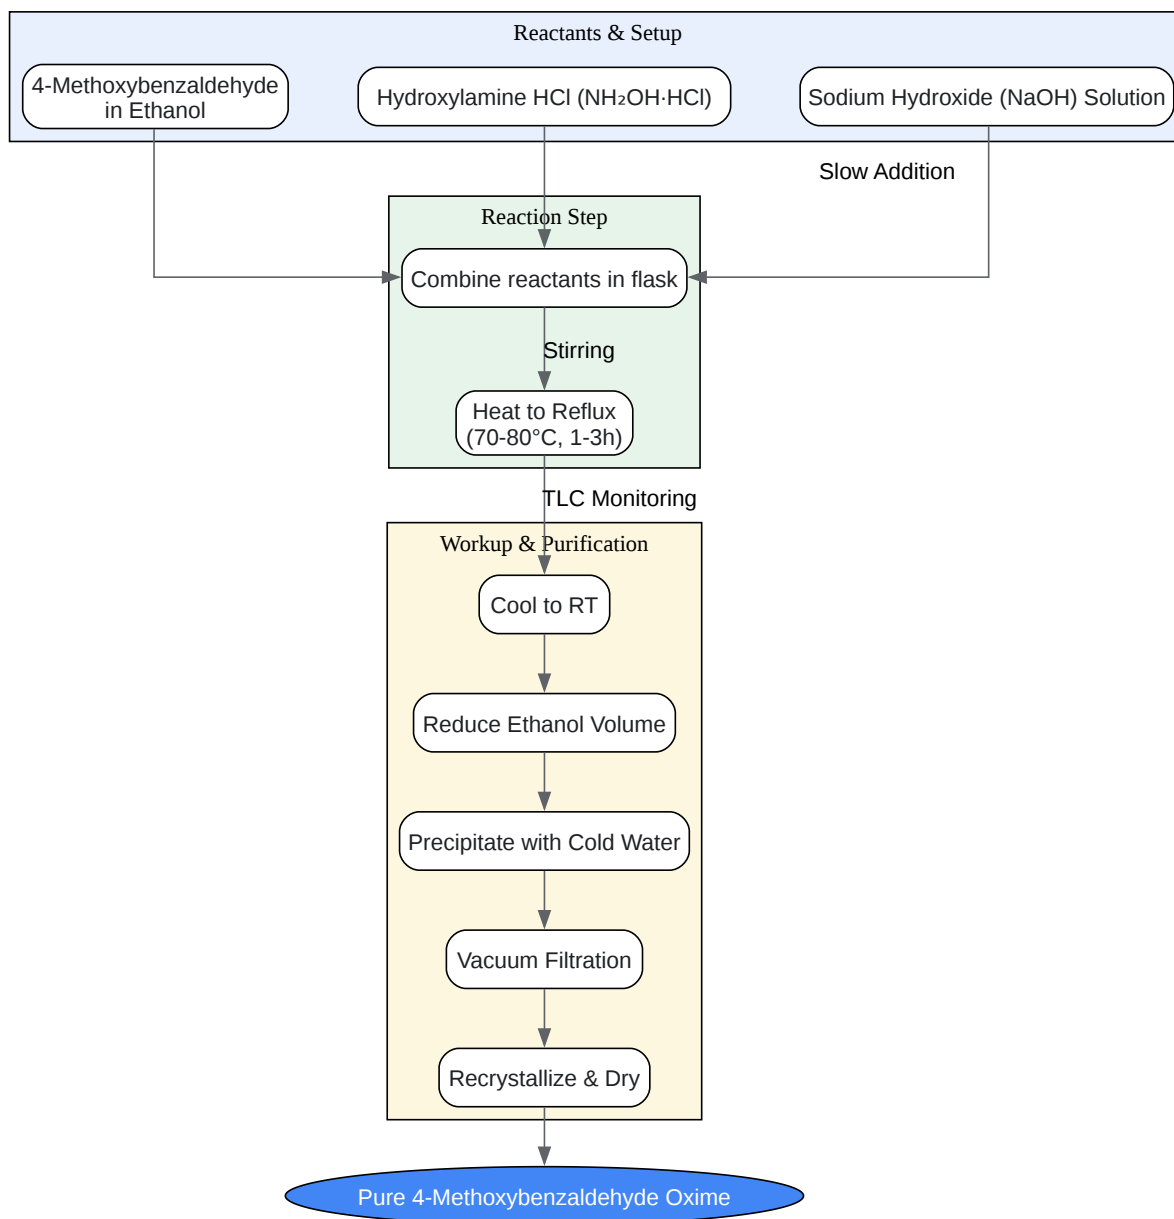 Reactants & Setup
4-Methoxybenzaldehyde
in Ethanol
Hydroxylamine HCl (NH₂OH·HCl)
Sodium Hydroxide (NaOH) Solution
Slow Addition
Reaction Step
Combine reactants in flask
Stirring
Heat to Reflux
(70-80°C, 1-3h)
TLC Monitoring
Workup & Purification
Cool to RT
Reduce Ethanol Volume
Precipitate with Cold Water
Vacuum Filtration
Recrystallize & Dry
Pure 4-Methoxybenzaldehyde Oxime